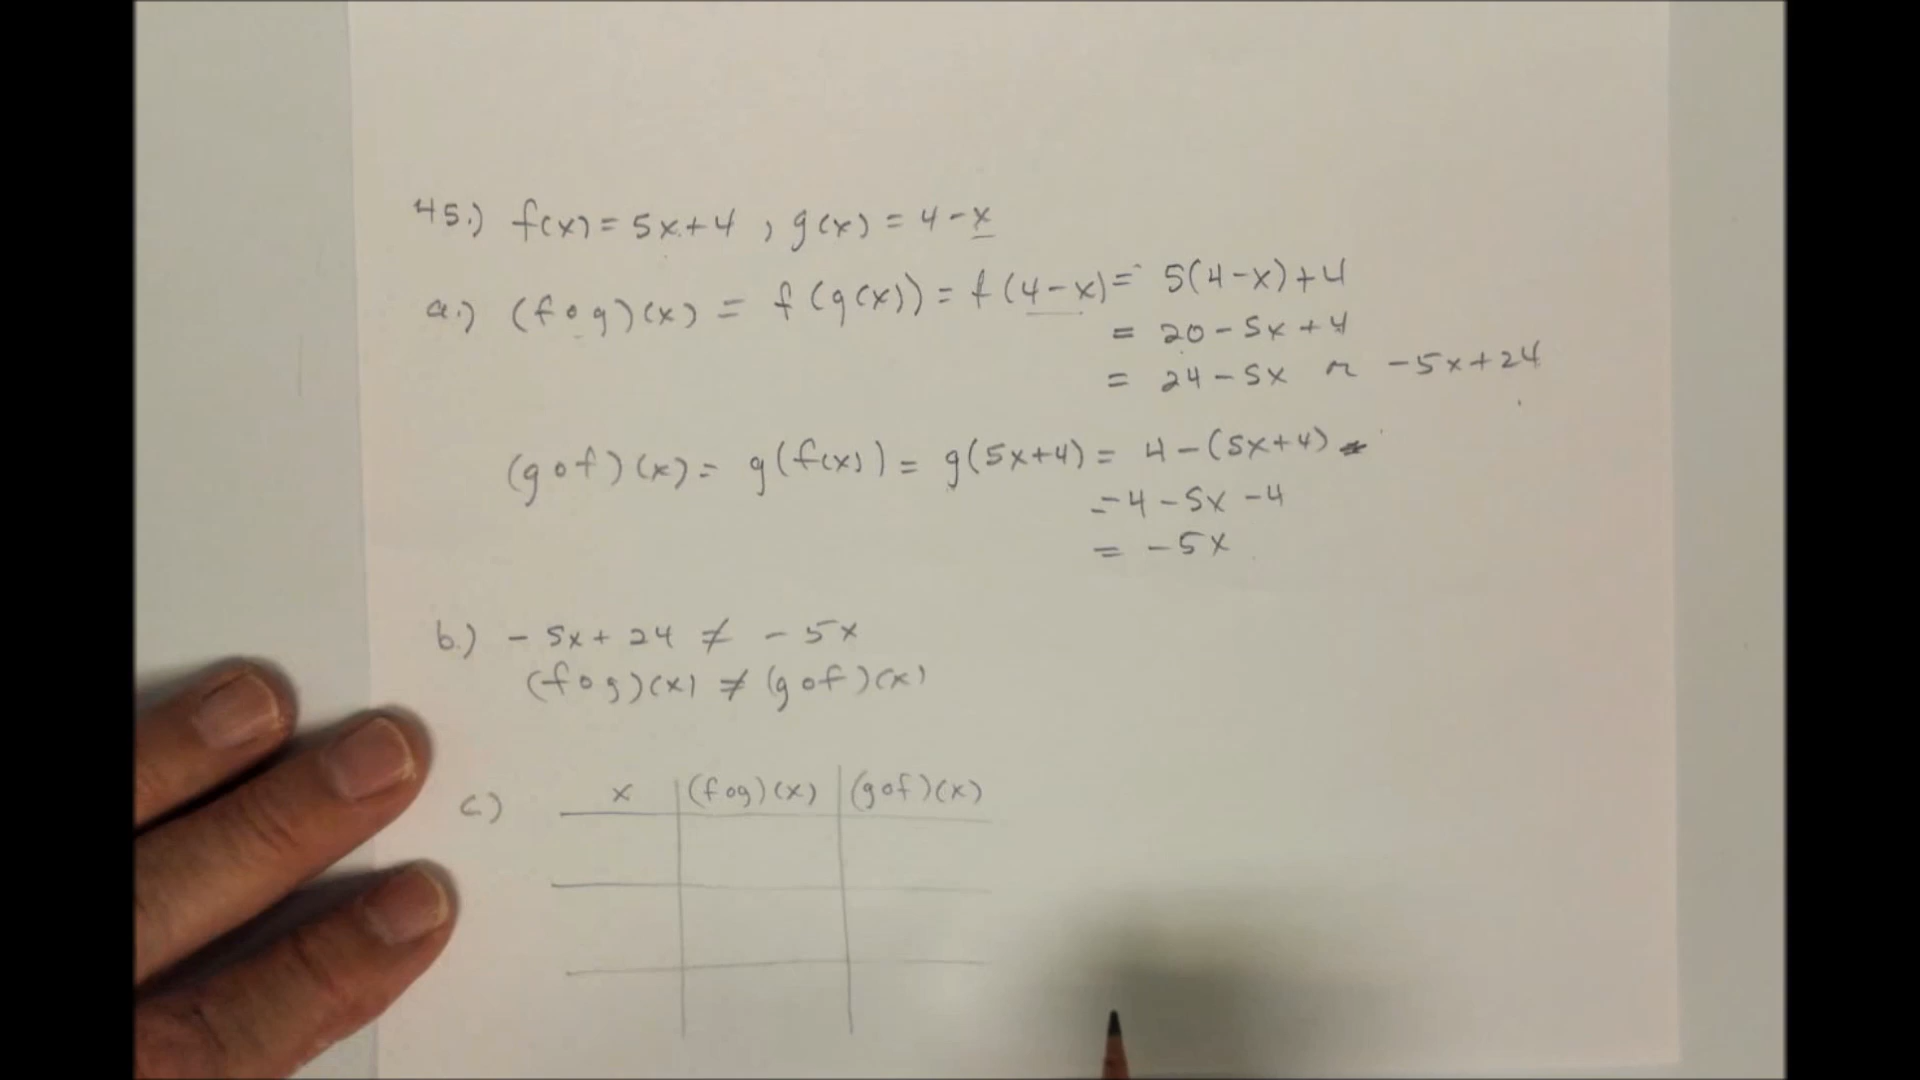 45.) f(x) = 5x+4 , g(x) = 4-x
a.) (f∘g)(x) = f(g(x)) = f(4-x) = 5(4-x)+4
= 20-5x+4
= 24-5x or -5x+24
(g∘f)(x) = g(f(x)) = g(5x+4) = 4-(5x+4)
= 4-5x-4
= -5x
b.) -5x+24 ≠ -5x
(f∘g)(x) ≠ (g∘f)(x)
c.) x (f∘g)(x) (g∘f)(x)